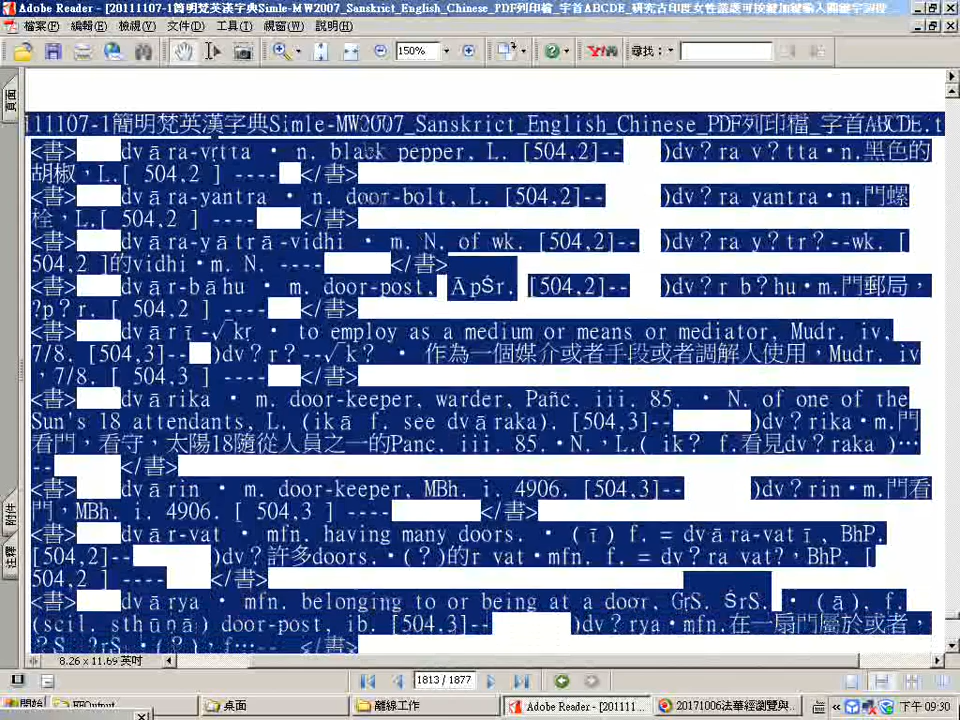 Adobe Reader - [20111107-1簡明梵英漢字典Simle-MW2007_Sanskrict_English_Chinese_PDF列印檔_字首ABCDE_
檔案(F) 編輯(E) 檢視(V) 文件(D) 工具(T) 視窗(W) 說明(H)
150% 尋找:
頁面
附件
注釋
111107-1簡明梵英漢字典Simle-MW2007_Sanskrict_English_Chinese_PDF列印檔_字首ABCDE.t
<書> dvāra-vṛtta • n. black pepper, L. [504,2]-- )dv?ra v?tta•n.黑色的
胡椒，L.[ 504,2 ] ---- </書>
<書> dvāra-yantra • n. door-bolt, L. [504,2]-- )dv?ra yantra•n.門螺
栓，L.[ 504,2 ] ---- </書>
<書> dvāra-yātrā-vidhi • m. N. of wk. [504,2]-- )dv?ra y?tr?--wk. [
504,2 ]的vidhi•m. N. ---- </書>
<書> dvār-bāhu • m. door-post, ĀpŚr. [504,2]-- )dv?r b?hu•m.門郵局，
?p?r. [ 504,2 ] ---- </書>
<書> dvārī-√kṛ • to employ as a medium or means or mediator, Mudr. iv,
7/8. [504,3]-- )dv?r?--√k? • 作為一個媒介或者手段或者調解人使用，Mudr. iv
，7/8. [ 504,3 ] ---- </書>
<書> dvārika • m. door-keeper, warder, Pañc. iii. 85. • N. of one of the
Sun's 18 attendants, L. (ikā f. see dvāraka). [504,3]-- )dv?rika•m.門
看門，看守，太陽18隨從人員之一的Panc. iii. 85.•N.，L.( ik? f.看見dv?raka )⋯
-- </書>
<書> dvārin • m. door-keeper, MBh. i. 4906. [504,3]-- )dv?rin•m.門看
門，MBh. i. 4906. [ 504,3 ] ---- </書>
<書> dvār-vat • mfn. having many doors. • (ī) f. = dvāra-vatī, BhP.
[504,2]-- )dv?許多doors.•(?)的r vat•mfn. f. = dv?ra vat?, BhP. [
504,2 ] ---- </書>
<書> dvārya • mfn. belonging to or being at a door, GṛS. ŚrS. • (ā). f.
(scil. sthūṇā) door-post, ib. [504,3]-- )dv?rya•mfn.在一扇門屬於或者，
8.26 x 11.69 英吋
1813 / 1877
開始 桌面 離線工作 Adobe Reader - [201111... 20171006法華經瀏覽與... 下午 09:30